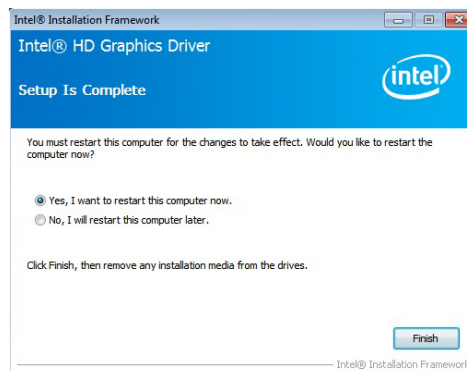 Intel® Installation Framework
Intel® HD Graphics Driver
Setup Is Complete
intel
You must restart this computer for the changes to take effect. Would you like to restart the
computer now?
Yes, I want to restart this computer now.
No, I will restart this computer later.
Click Finish, then remove any installation media from the drives.
Finish
Intel® Installation Framework